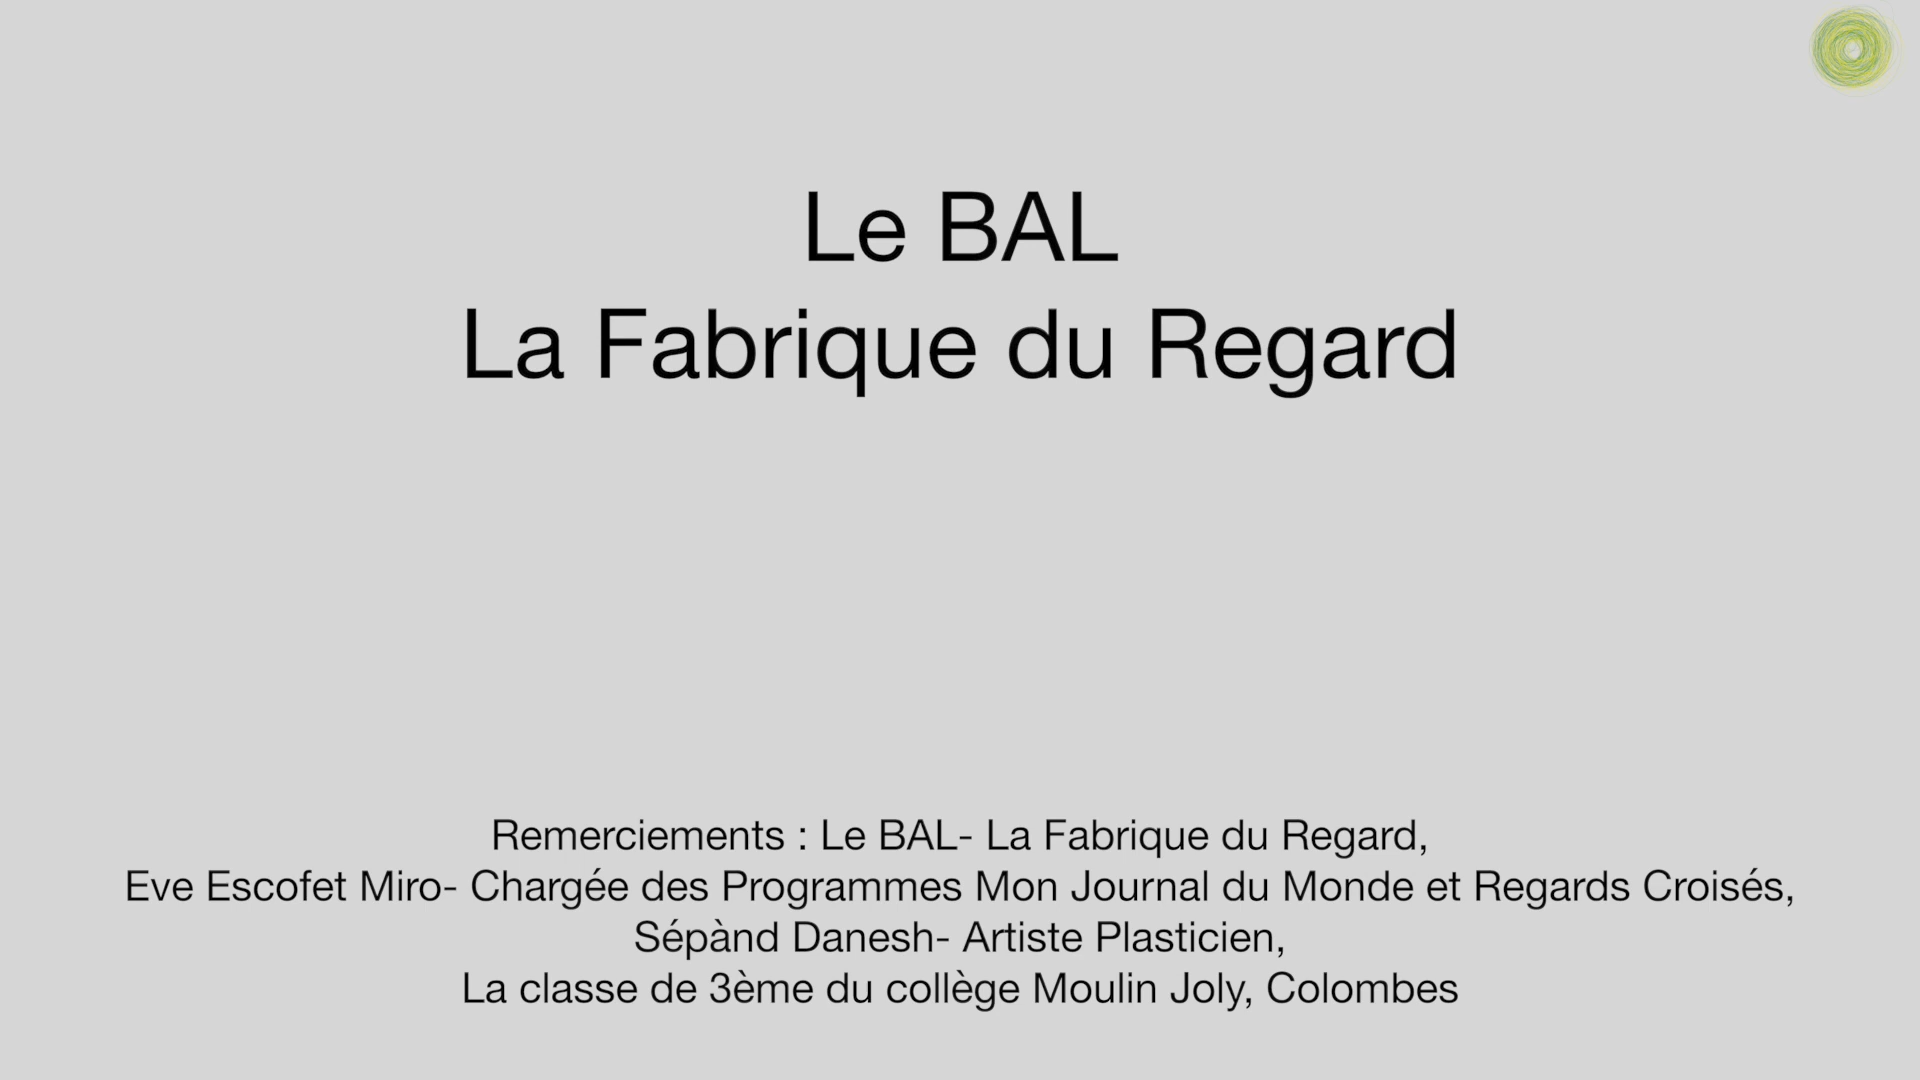 Le BAL
La Fabrique du Regard
Remerciements : Le BAL- La Fabrique du Regard,
Eve Escofet Miro- Chargée des Programmes Mon Journal du Monde et Regards Croisés,
Sépànd Danesh- Artiste Plasticien,
La classe de 3ème du collège Moulin Joly, Colombes